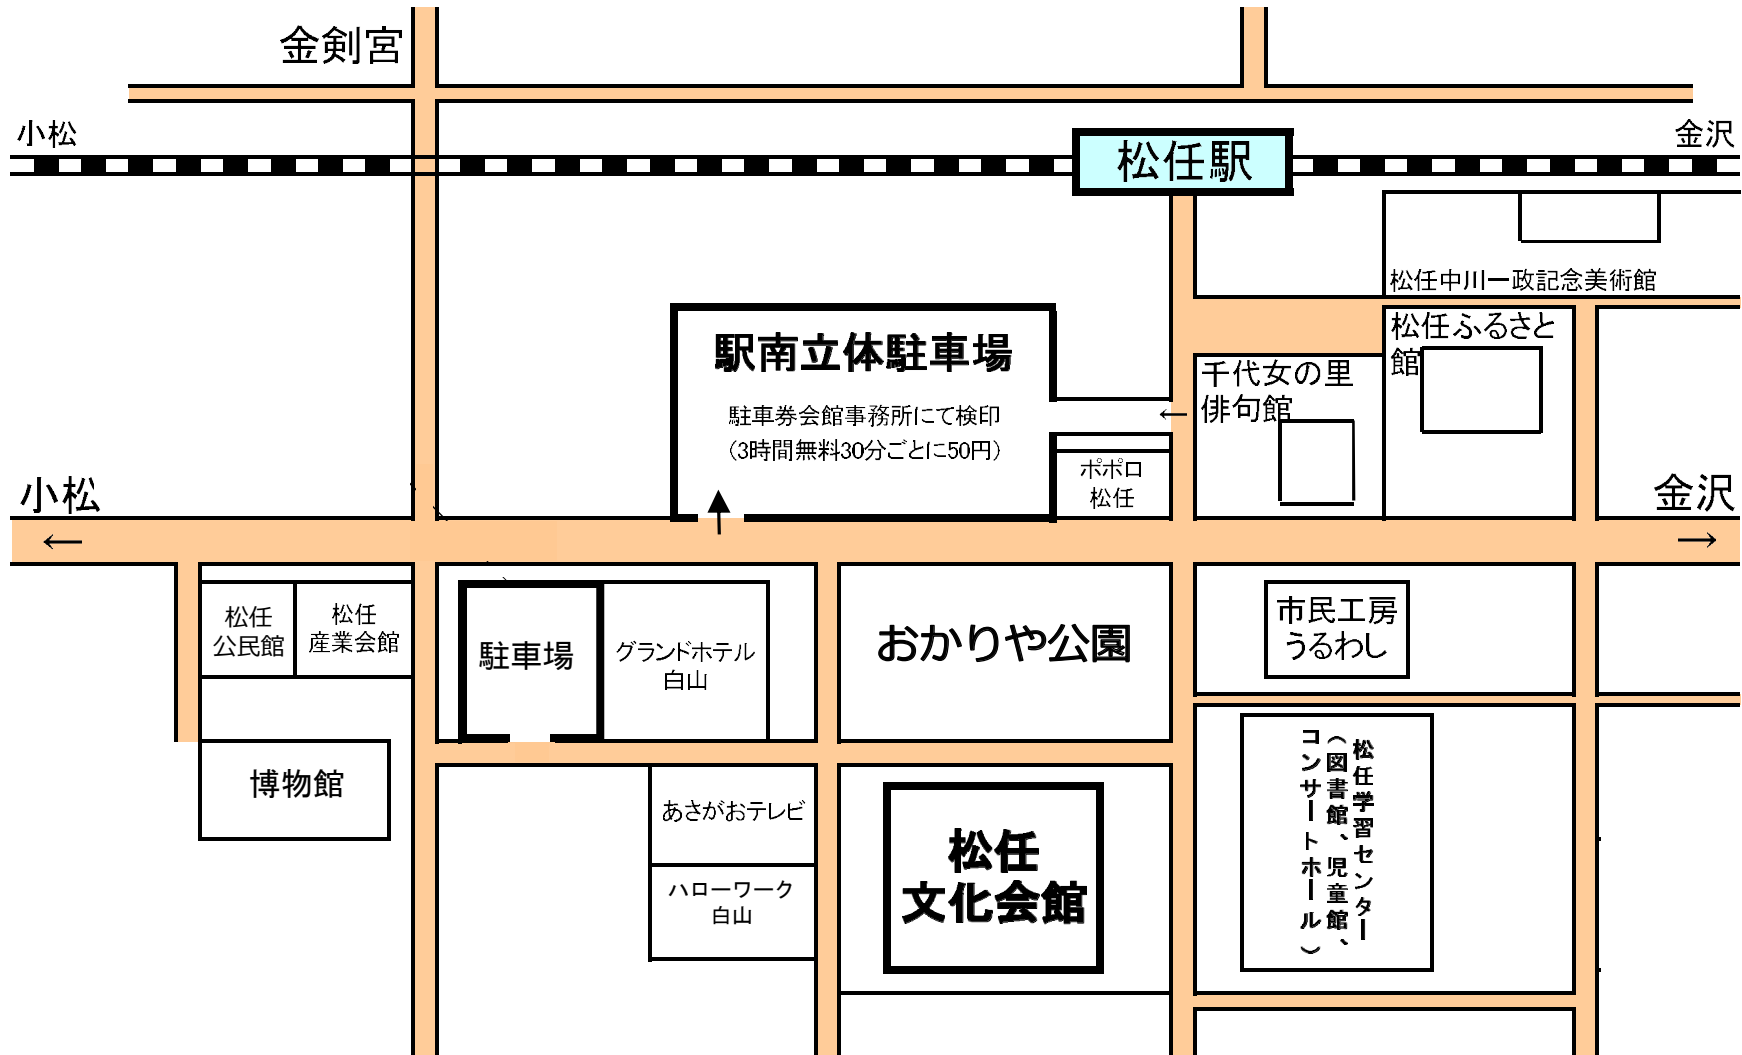 金剣宮
小松
金沢
松任駅
松任中川一政記念美術館
松任ふるさと
館
駅南立体駐車場
千代女の里
俳句館
駐車券会館事務所にて検印
（3時間無料30分ごとに50円）
←
ポポロ
松任
小松
金沢
←
→
松任
公民館
松任
産業会館
駐車場
グランドホテル
白山
おかりや公園
市民工房
うるわし
博物館
あさがおテレビ
ハローワーク
白山
松任
文化会館
松任学習センター
（図書館、児童館、
コンサートホール）